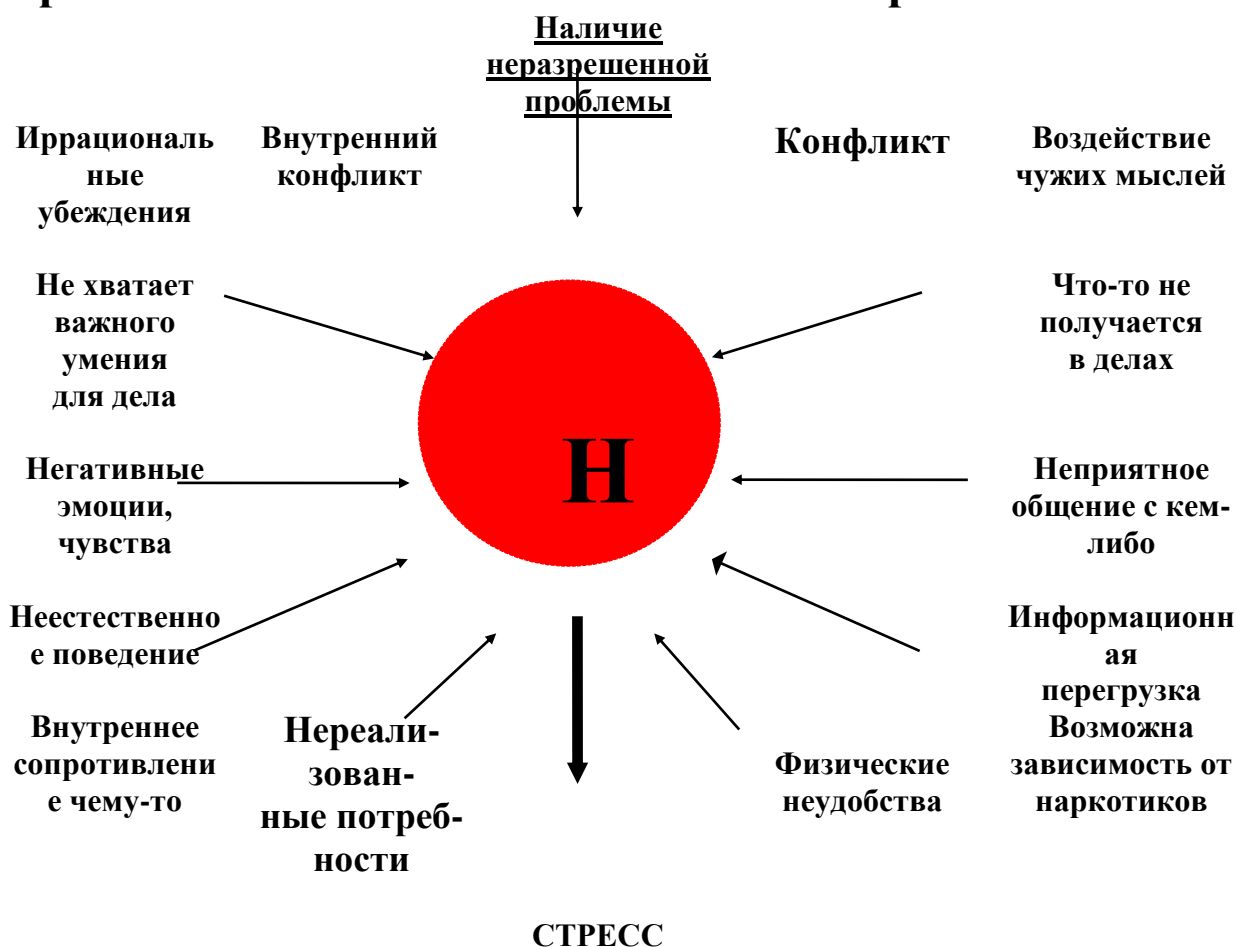 Наличие
неразрешенной
проблемы
Иррациональ
ные
убеждения
Внутренний
конфликт
Конфликт
Воздействие
чужих мыслей
Не хватает
важного
умения
для дела
Что-то не
получается
в делах
Н
Негативные
эмоции,
чувства
Неприятное
общение с кем-
либо
Неестественно
е поведение
Информационн
ая
перегрузка
Внутреннее
сопротивлени
е чему-то
Нереали-
зован-
ные потреб-
ности
Физические
неудобства
Возможна
зависимость от
наркотиков
СТРЕСС